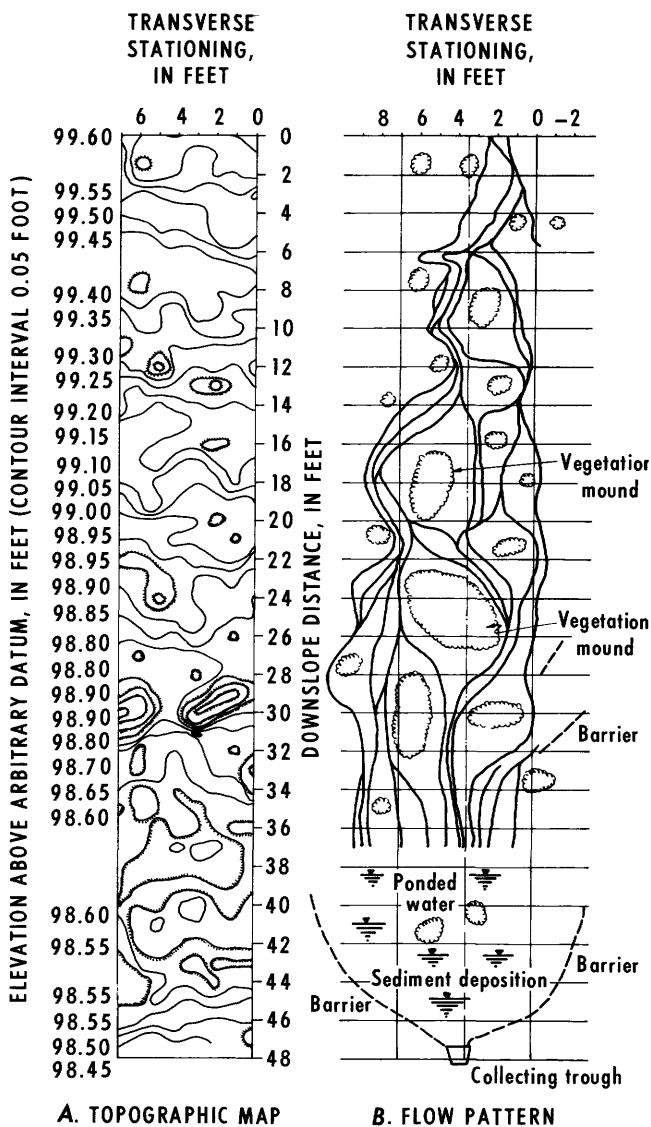 TRANSVERSE
STATIONING,
IN FEET
6 4 2 0
TRANSVERSE
STATIONING,
IN FEET
8 6 4 2 0 -2
ELEVATION ABOVE ARBITRARY DATUM, IN FEET (CONTOUR INTERVAL 0.05 FOOT)
99.60
99.55
99.50
99.45
99.40
99.35
99.30
99.25
99.20
99.15
99.10
99.05
99.00
98.95
98.95
98.90
98.85
98.80
98.80
98.90
98.90
98.80
98.70
98.65
98.60
98.60
98.55
98.55
98.55
98.50
98.45
0
2
4
6
8
10
12
14
16
18
20
22
24
26
28
30
32
34
36
38
40
42
44
46
48
DOWNSLOPE DISTANCE, IN FEET
Vegetation
mound
Vegetation
mound
Barrier
Ponded
water
Barrier
Sediment deposition
Barrier
Collecting trough
A. TOPOGRAPHIC MAP
B. FLOW PATTERN